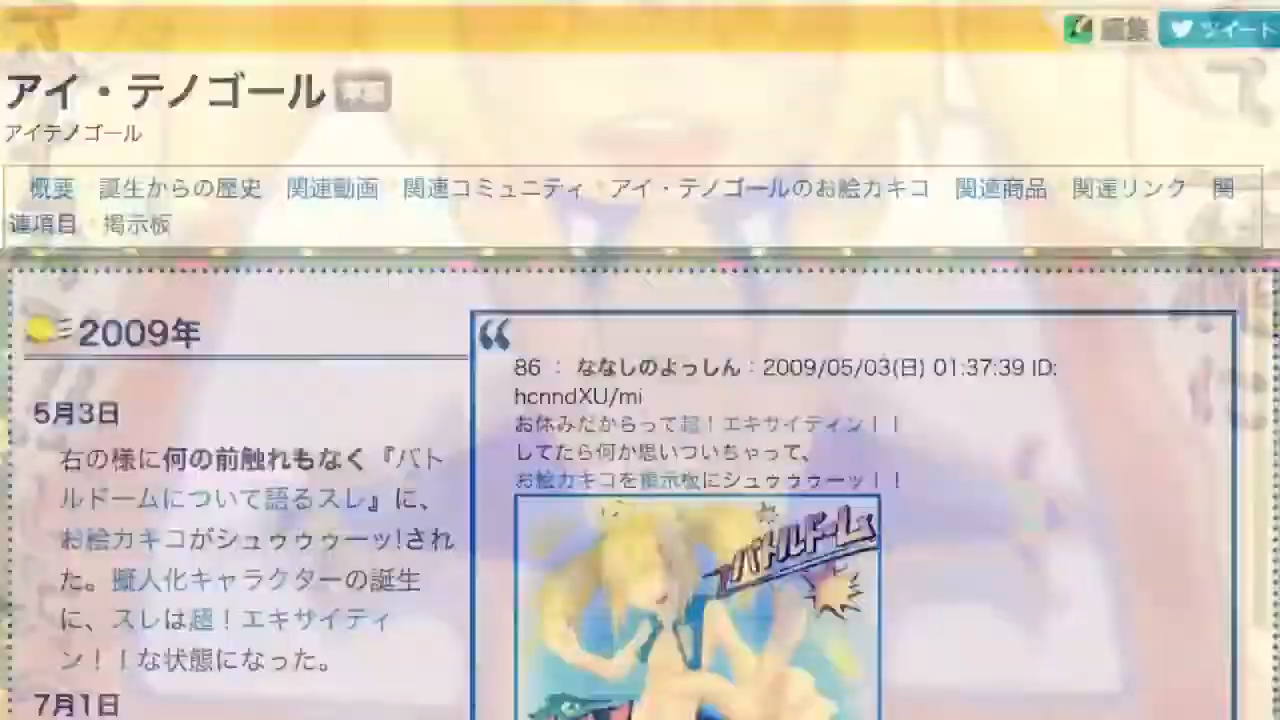 編集
ツイート
アイ・テノゴール 単語
アイテノゴール
概要 誕生からの歴史 関連動画 関連コミュニティ アイ・テノゴールのお絵カキコ 関連商品 関連リンク 関
連項目 掲示板
2009年
5月3日
右の様に何の前触れもなく『バト
ルドームについて語るスレ』に、
お絵カキコがシュゥゥゥーッ!され
た。擬人化キャラクターの誕生
に、スレは超！エキサイティ
ン！！な状態になった。
7月1日
“
86 ： ななしのよっしん：2009/05/03(日) 01:37:39 ID:
hcnndXU/mi
お休みだからって超！エキサイティン！！
してたら何か思いついちゃって、
お絵カキコを掲示板にシュゥゥゥーッ！！
バトルドーム